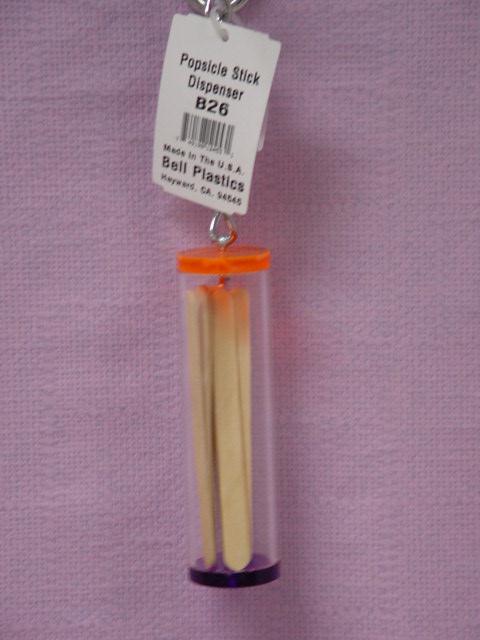 Popsicle Stick
Dispenser
B26
Made In The U.S.A.
Bell Plastics
Hayward, CA. 94545